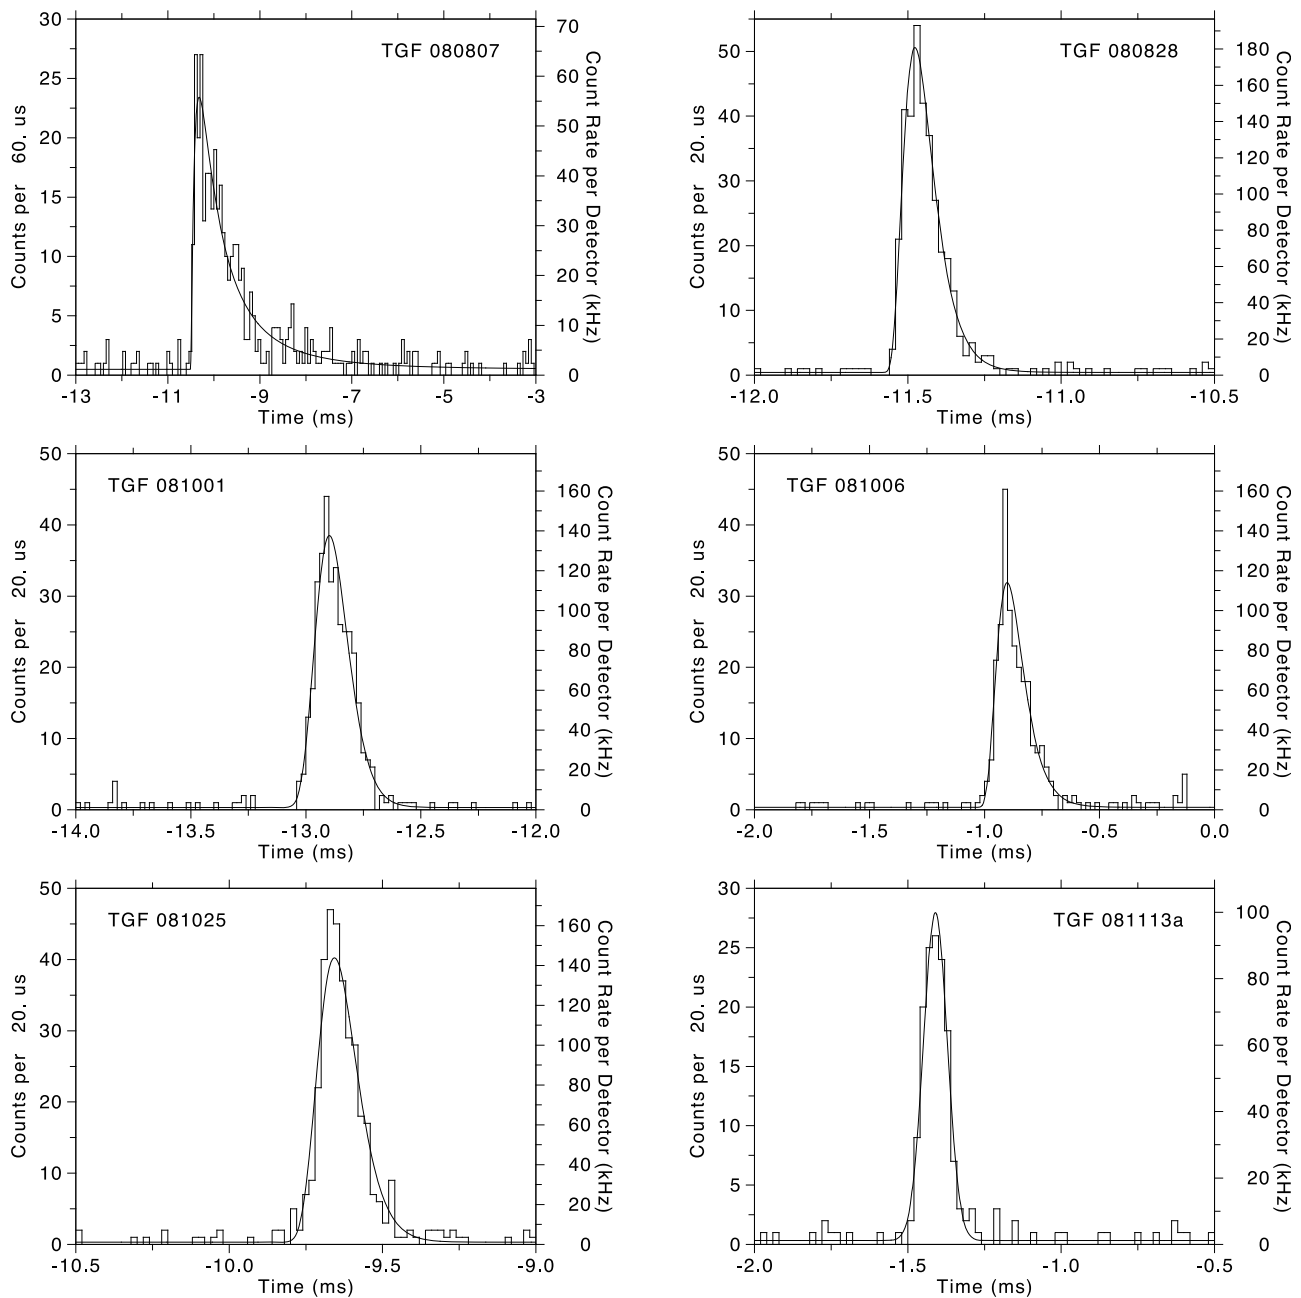 TGF 080807
Counts per 60. us
Count Rate per Detector (kHz)
30
25
20
15
10
5
0
70
60
50
40
30
20
10
0
-13 -11 -9 -7 -5 -3
Time (ms)
TGF 080828
Counts per 20. us
Count Rate per Detector (kHz)
50
40
30
20
10
0
180
160
140
120
100
80
60
40
20
0
-12.0 -11.5 -11.0 -10.5
Time (ms)
TGF 081001
Counts per 20. us
Count Rate per Detector (kHz)
50
40
30
20
10
0
160
140
120
100
80
60
40
20
0
-14.0 -13.5 -13.0 -12.5 -12.0
Time (ms)
TGF 081006
Counts per 20. us
Count Rate per Detector (kHz)
50
40
30
20
10
0
160
140
120
100
80
60
40
20
0
-2.0 -1.5 -1.0 -0.5 0.0
Time (ms)
TGF 081025
Counts per 20. us
Count Rate per Detector (kHz)
50
40
30
20
10
0
160
140
120
100
80
60
40
20
0
-10.5 -10.0 -9.5 -9.0
Time (ms)
TGF 081113a
Counts per 20. us
Count Rate per Detector (kHz)
30
25
20
15
10
5
0
100
80
60
40
20
0
-2.0 -1.5 -1.0 -0.5
Time (ms)